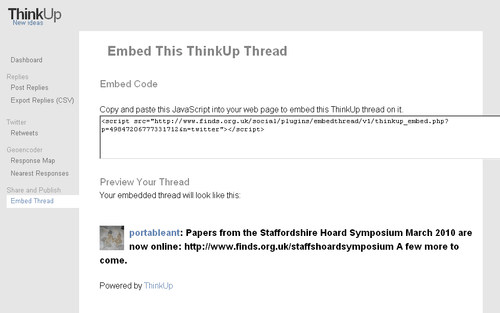 ThinkUp
New ideas
Dashboard
Replies
Post Replies
Export Replies (CSV)
Twitter
Retweets
Geoencoder
Response Map
Nearest Responses
Share and Publish
Embed Thread
Embed This ThinkUp Thread
Embed Code
Copy and paste this JavaScript into your web page to embed this ThinkUp thread on it.
<script src="http://www.finds.org.uk/social/plugins/embedthread/v1/thinkup_embed.php?
p=49847206777331712&n=twitter"></script>
Preview Your Thread
Your embedded thread will look like this:
portableant: Papers from the Staffordshire Hoard Symposium March 2010 are
now online: http://www.finds.org.uk/staffshoardsymposium A few more to
come.
Powered by ThinkUp